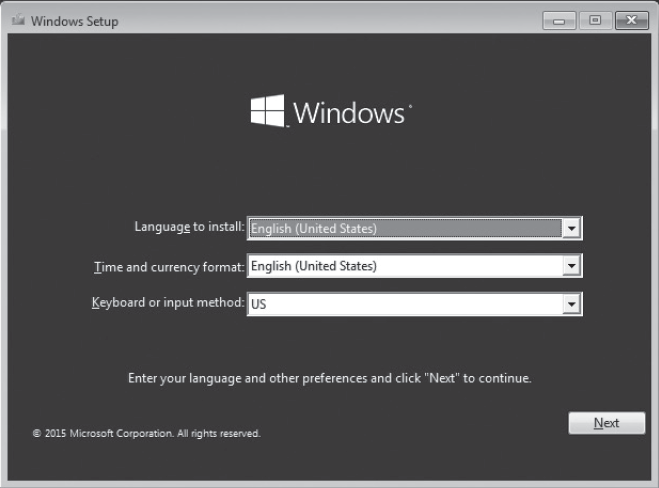 Windows Setup
Windows
Language to install: English (United States)
Time and currency format: English (United States)
Keyboard or input method: US
Enter your language and other preferences and click "Next" to continue.
Next
© 2015 Microsoft Corporation. All rights reserved.